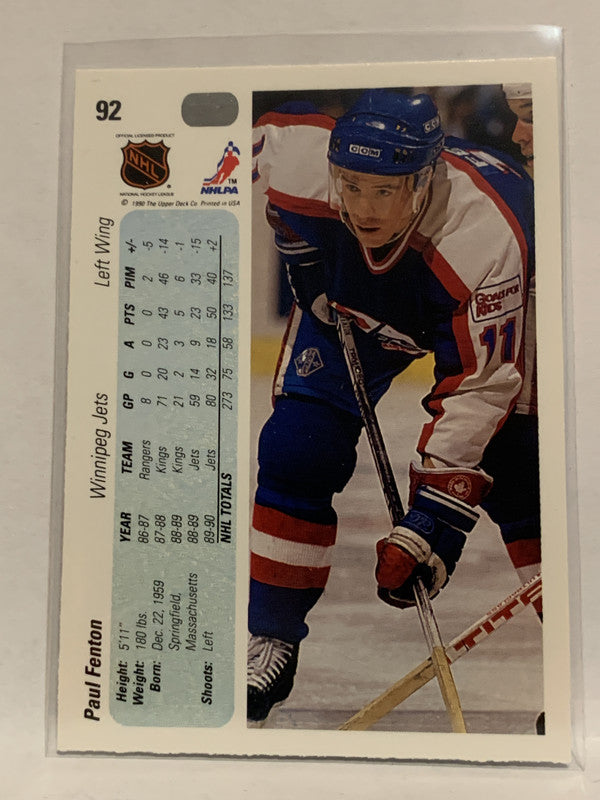 92
OFFICIAL LICENSED PRODUCT
NHL
NATIONAL HOCKEY LEAGUE
NHLPA
TM
© 1990 The Upper Deck Co. Printed in USA
Paul Fenton Winnipeg Jets Left Wing
Height: 5'11"
Weight: 180 lbs.
Born: Dec. 22, 1959
Springfield,
Massachusetts
Shoots: Left
YEAR TEAM GP G A PTS PIM +/-
86-87 Rangers 8 0 0 0 2 -5
87-88 Kings 71 20 23 43 46 -14
88-89 Kings 21 2 3 5 6 -1
88-89 Jets 59 14 9 23 33 -15
89-90 Jets 80 32 18 50 40 +2
NHL TOTALS 273 75 58 133 137
CCM
GOALS FOR
KIDS
11
TITE